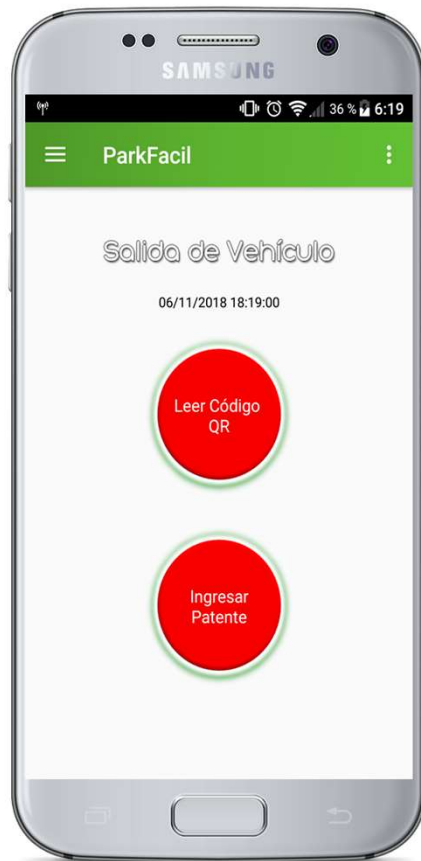 SAMSUNG
36 % 6:19
ParkFacil
Salida de Vehículo
06/11/2018 18:19:00
Leer Código
QR
Ingresar
Patente